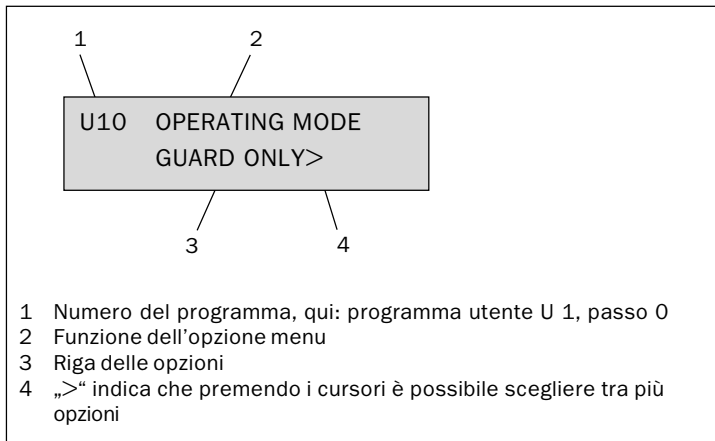 1 2
U10 OPERATING MODE
GUARD ONLY>
3 4
1 Numero del programma, qui: programma utente U 1, passo 0
2 Funzione dell'opzione menu
3 Riga delle opzioni
4 „>“ indica che premendo i cursori è possibile scegliere tra più
opzioni